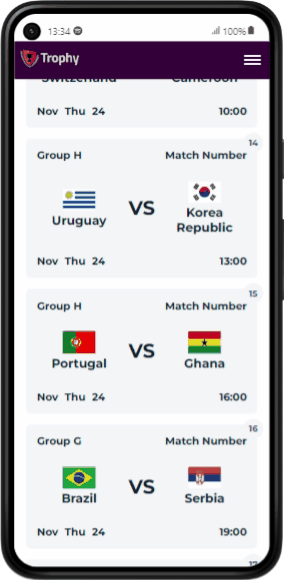 13:34
100%
Trophy
Switzerland Cameroon
Nov Thu 24 10:00
14
Group H Match Number
Uruguay VS Korea
Republic
Nov Thu 24 13:00
15
Group H Match Number
Portugal VS Ghana
Nov Thu 24 16:00
16
Group G Match Number
Brazil VS Serbia
Nov Thu 24 19:00
17